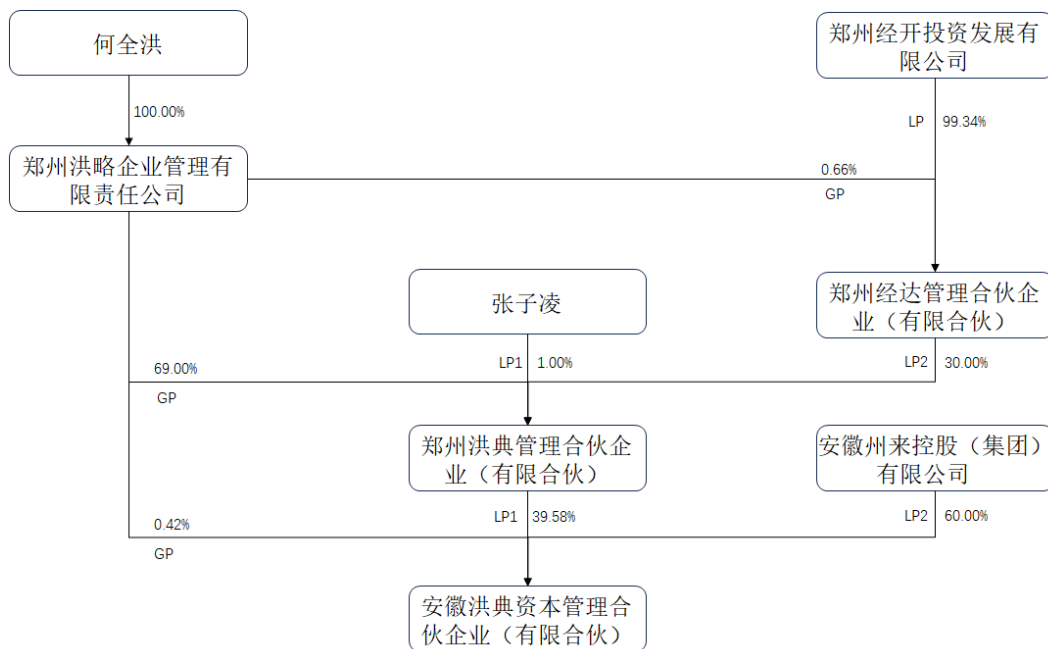 何全洪
郑州经开投资发展有
限公司
100.00%
LP
99.34%
郑州洪略企业管理有
限责任公司
0.66%
GP
张子凌
郑州经达管理合伙企
业（有限合伙）
69.00%
GP
LP1
1.00%
LP2
30.00%
郑州洪典管理合伙企
业（有限合伙）
安徽州来控股（集团）
有限公司
0.42%
GP
LP1
39.58%
LP2
60.00%
安徽洪典资本管理合
伙企业（有限合伙）